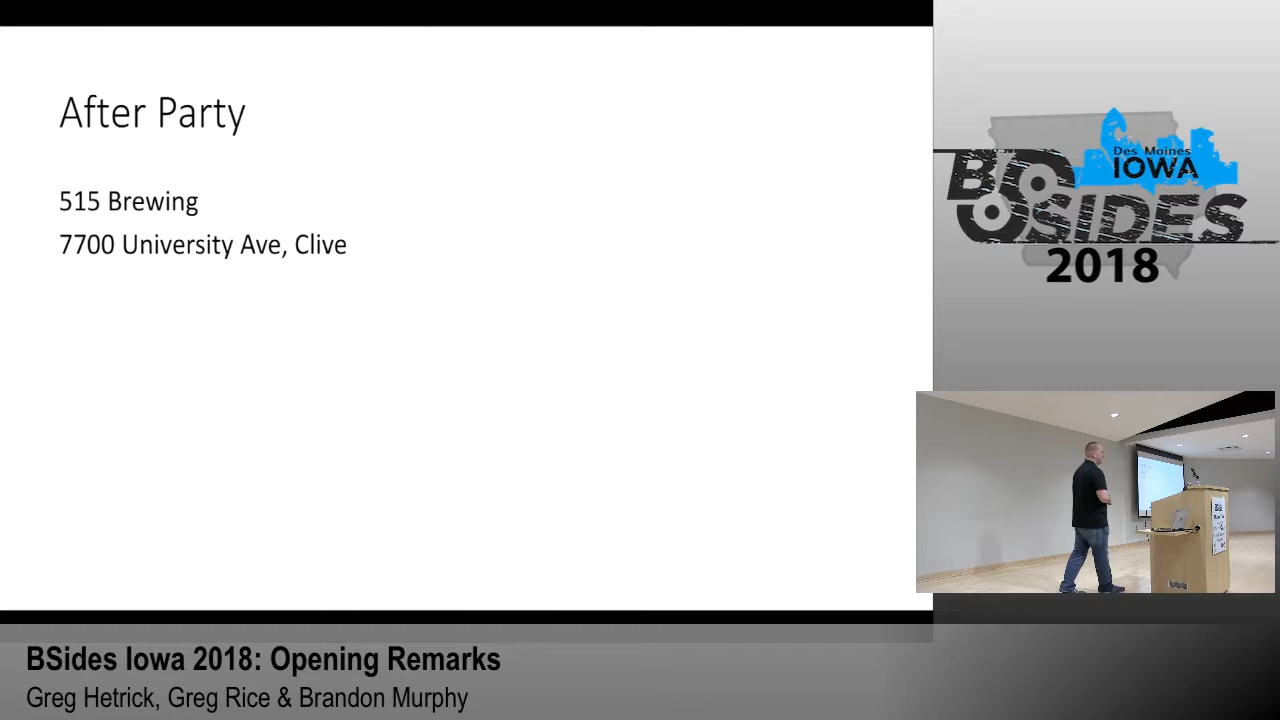 After Party
515 Brewing
7700 University Ave, Clive
Des Moines
IOWA
BSIDES
2018
BSides Iowa 2018: Opening Remarks
Greg Hetrick, Greg Rice & Brandon Murphy